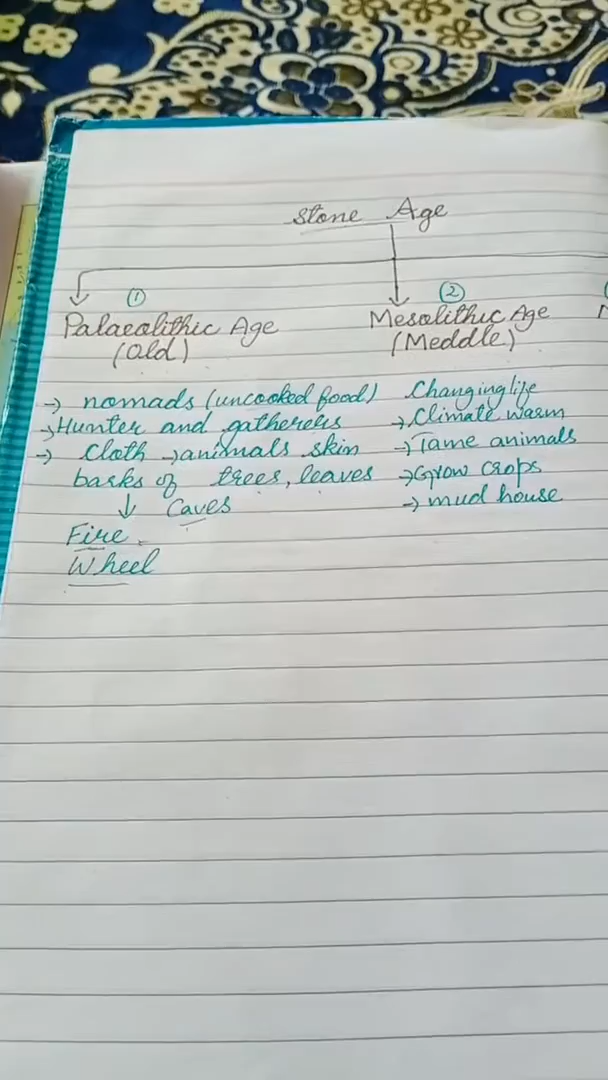 Stone Age
① ②
Palaeolithic Age Mesolithic Age
(Old) (Meddle)
→ nomads (uncooked food)
→ Hunter and gatherers
→ Cloth → animals skin
barks of trees, leaves
↓ Caves
Fire.
Wheel
Changing life
→ Climate warm
→ Tame animals
→ Grow crops
→ mud house